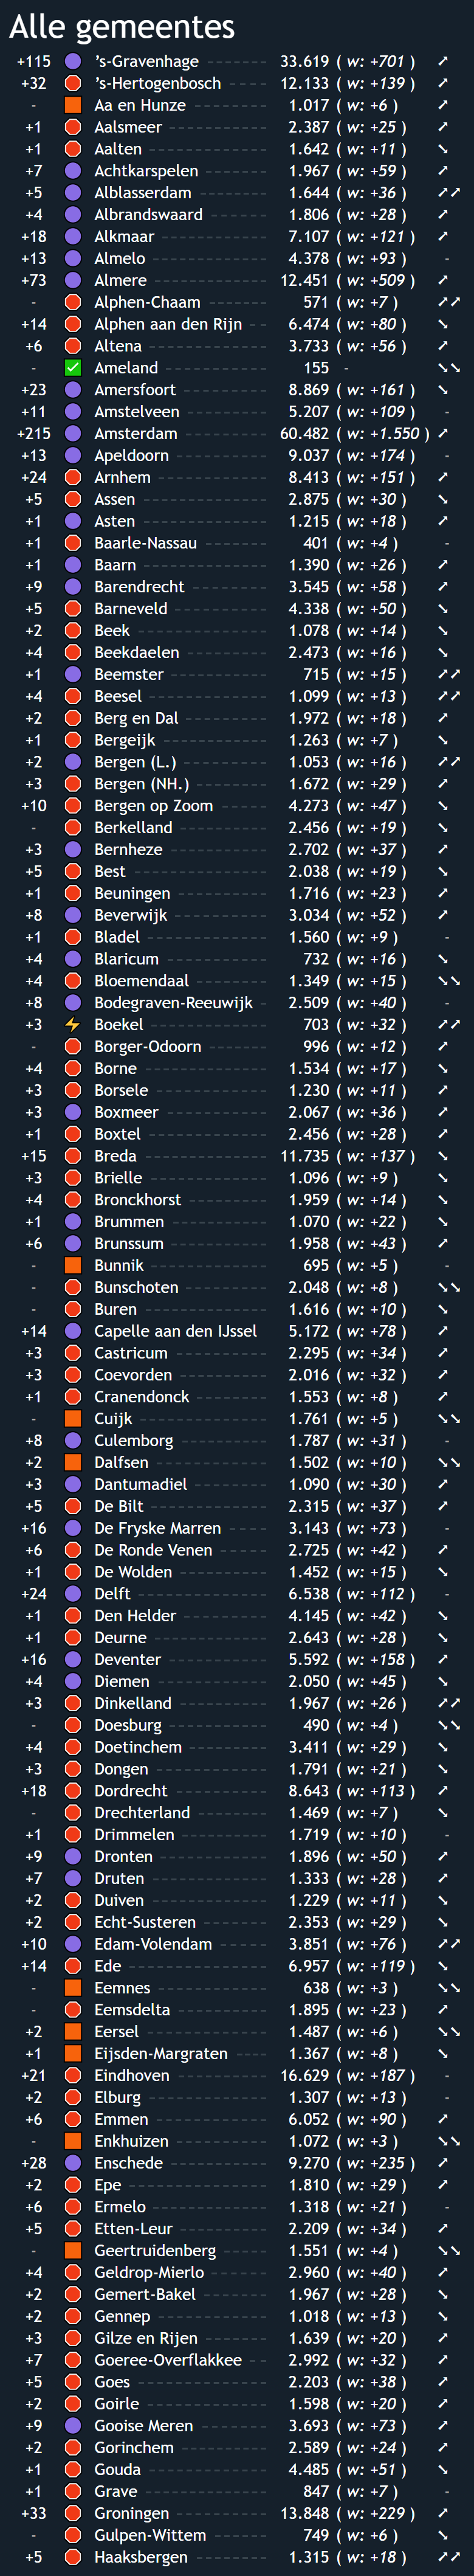 Alle gemeentes
+115 ’s-Gravenhage 33.619 ( w: +701 )
+32 ’s-Hertogenbosch 12.133 ( w: +139 )
- Aa en Hunze 1.017 ( w: +6 )
+1 Aalsmeer 2.387 ( w: +25 )
+1 Aalten 1.642 ( w: +11 )
+7 Achtkarspelen 1.967 ( w: +59 )
+5 Alblasserdam 1.644 ( w: +36 )
+4 Albrandswaard 1.806 ( w: +28 )
+18 Alkmaar 7.107 ( w: +121 )
+13 Almelo 4.378 ( w: +93 ) -
+73 Almere 12.451 ( w: +509 )
- Alphen-Chaam 571 ( w: +7 )
+14 Alphen aan den Rijn 6.474 ( w: +80 )
+6 Altena 3.733 ( w: +56 )
- Ameland 155 -
+23 Amersfoort 8.869 ( w: +161 )
+11 Amstelveen 5.207 ( w: +109 ) -
+215 Amsterdam 60.482 ( w: +1.550 )
+13 Apeldoorn 9.037 ( w: +174 ) -
+24 Arnhem 8.413 ( w: +151 )
+5 Assen 2.875 ( w: +30 )
+1 Asten 1.215 ( w: +18 )
+1 Baarle-Nassau 401 ( w: +4 ) -
+1 Baarn 1.390 ( w: +26 )
+9 Barendrecht 3.545 ( w: +58 )
+5 Barneveld 4.338 ( w: +50 )
+2 Beek 1.078 ( w: +14 )
+4 Beekdaelen 2.473 ( w: +16 )
+1 Beemster 715 ( w: +15 )
+4 Beesel 1.099 ( w: +13 )
+2 Berg en Dal 1.972 ( w: +18 )
+1 Bergeijk 1.263 ( w: +7 )
+2 Bergen (L.) 1.053 ( w: +16 )
+3 Bergen (NH.) 1.672 ( w: +29 )
+10 Bergen op Zoom 4.273 ( w: +47 )
- Berkelland 2.456 ( w: +19 )
+3 Bernheze 2.702 ( w: +37 )
+5 Best 2.038 ( w: +19 )
+1 Beuningen 1.716 ( w: +23 )
+8 Beverwijk 3.034 ( w: +52 )
+1 Bladel 1.560 ( w: +9 ) -
+4 Blaricum 732 ( w: +16 )
+4 Bloemendaal 1.349 ( w: +15 )
+8 Bodegraven-Reeuwijk 2.509 ( w: +40 ) -
+3 Boekel 703 ( w: +32 )
- Borger-Odoorn 996 ( w: +12 )
+4 Borne 1.534 ( w: +17 )
+3 Borsele 1.230 ( w: +11 )
+3 Boxmeer 2.067 ( w: +36 )
+1 Boxtel 2.456 ( w: +28 )
+15 Breda 11.735 ( w: +137 )
+3 Brielle 1.096 ( w: +9 )
+4 Bronckhorst 1.959 ( w: +14 )
+1 Brummen 1.070 ( w: +22 )
+6 Brunssum 1.958 ( w: +43 )
- Bunnik 695 ( w: +5 ) -
- Bunschoten 2.048 ( w: +8 )
- Buren 1.616 ( w: +10 )
+14 Capelle aan den IJssel 5.172 ( w: +78 )
+3 Castricum 2.295 ( w: +34 )
+3 Coevorden 2.016 ( w: +32 )
+1 Cranendonck 1.553 ( w: +8 )
- Cuijk 1.761 ( w: +5 )
+8 Culemborg 1.787 ( w: +31 ) -
+2 Dalfsen 1.502 ( w: +10 )
+3 Dantumadiel 1.090 ( w: +30 )
+5 De Bilt 2.315 ( w: +37 )
+16 De Fryske Marren 3.143 ( w: +73 ) -
+6 De Ronde Venen 2.725 ( w: +42 )
+1 De Wolden 1.452 ( w: +15 )
+24 Delft 6.538 ( w: +112 ) -
+1 Den Helder 4.145 ( w: +42 )
+1 Deurne 2.643 ( w: +28 )
+16 Deventer 5.592 ( w: +158 )
+4 Diemen 2.050 ( w: +45 )
+3 Dinkelland 1.967 ( w: +26 )
- Doesburg 490 ( w: +4 )
+4 Doetinchem 3.411 ( w: +29 )
+3 Dongen 1.791 ( w: +21 )
+18 Dordrecht 8.643 ( w: +113 )
- Drechterland 1.469 ( w: +7 )
+1 Drimmelen 1.719 ( w: +10 ) -
+9 Dronten 1.896 ( w: +50 )
+7 Druten 1.333 ( w: +28 )
+2 Duiven 1.229 ( w: +11 )
+2 Echt-Susteren 2.353 ( w: +29 )
+10 Edam-Volendam 3.851 ( w: +76 )
+14 Ede 6.957 ( w: +119 )
- Eemnes 638 ( w: +3 )
- Eemsdelta 1.895 ( w: +23 )
+2 Eersel 1.487 ( w: +6 )
+1 Eijsden-Margraten 1.367 ( w: +8 )
+21 Eindhoven 16.629 ( w: +187 ) -
+2 Elburg 1.307 ( w: +13 ) -
+6 Emmen 6.052 ( w: +90 )
- Enkhuizen 1.072 ( w: +3 )
+28 Enschede 9.270 ( w: +235 )
+2 Epe 1.810 ( w: +29 )
+6 Ermelo 1.318 ( w: +21 ) -
+5 Etten-Leur 2.209 ( w: +34 )
- Geertruidenberg 1.551 ( w: +4 )
+4 Geldrop-Mierlo 2.960 ( w: +40 )
+2 Gemert-Bakel 1.967 ( w: +28 )
+2 Gennep 1.018 ( w: +13 )
+3 Gilze en Rijen 1.639 ( w: +20 )
+7 Goeree-Overflakkee 2.992 ( w: +32 )
+5 Goes 2.203 ( w: +38 )
+2 Goirle 1.598 ( w: +20 )
+9 Gooise Meren 3.693 ( w: +73 )
+2 Gorinchem 2.589 ( w: +24 )
+1 Gouda 4.485 ( w: +51 )
+1 Grave 847 ( w: +7 ) -
+33 Groningen 13.848 ( w: +229 )
- Gulpen-Wittem 749 ( w: +6 )
+5 Haaksbergen 1.315 ( w: +18 )